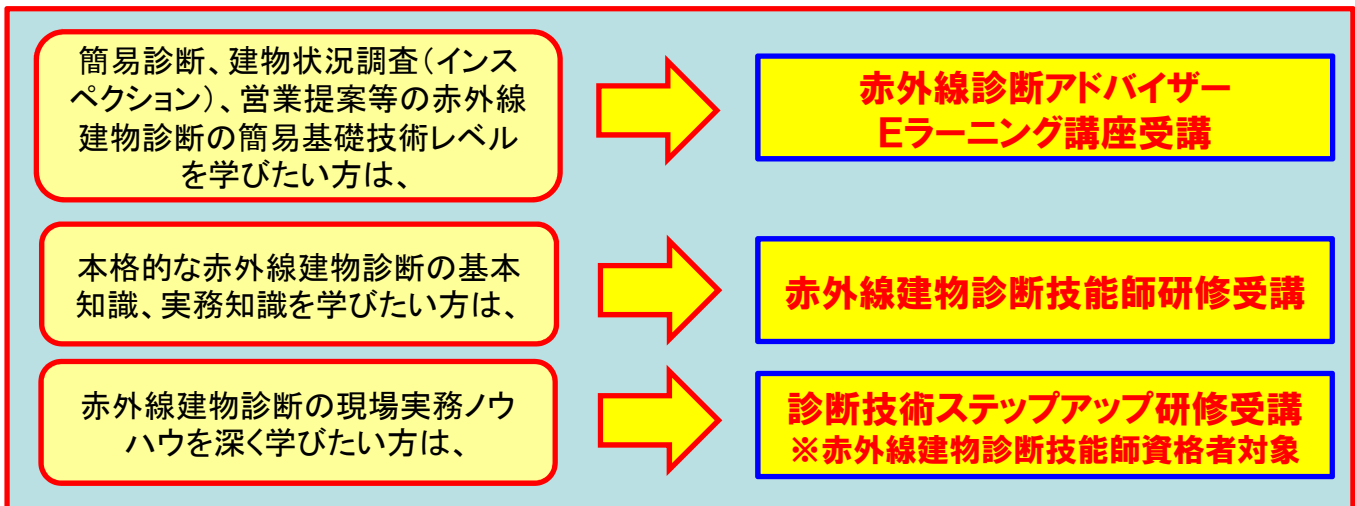 簡易診断、建物状況調査(インス
ペクション)、営業提案等の赤外線
建物診断の簡易基礎技術レベル
を学びたい方は、
赤外線診断アドバイザー
Eラーニング講座受講
本格的な赤外線建物診断の基本
知識、実務知識を学びたい方は、
赤外線建物診断技能師研修受講
赤外線建物診断の現場実務ノウ
ハウを深く学びたい方は、
診断技術ステップアップ研修受講
※赤外線建物診断技能師資格者対象